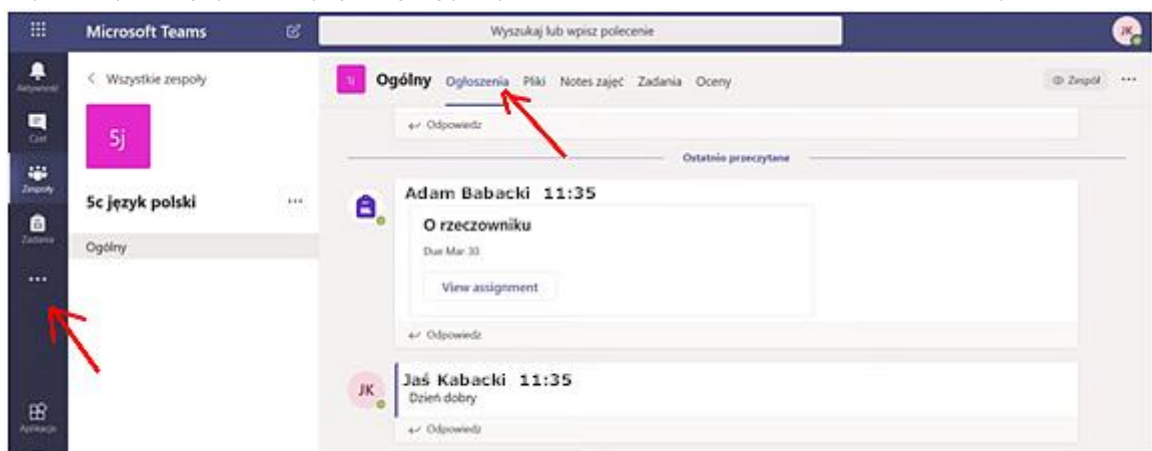 Microsoft Teams
Wyszukaj lub wpisz polecenie
JK
Aktywność
Czat
Zespoły
Zadania
Aplikacje
< Wszystkie zespoły
5j
5c język polski
Ogólny
5j Ogólny Ogłoszenia Pliki Notes zajęć Zadania Oceny
Zespół
Odpowiedz
Ostatnio przeczytane
Adam Babacki 11:35
O rzeczowniku
Due Mar 30
View assignment
Odpowiedz
JK
Jaś Kabacki 11:35
Dzień dobry
Odpowiedz